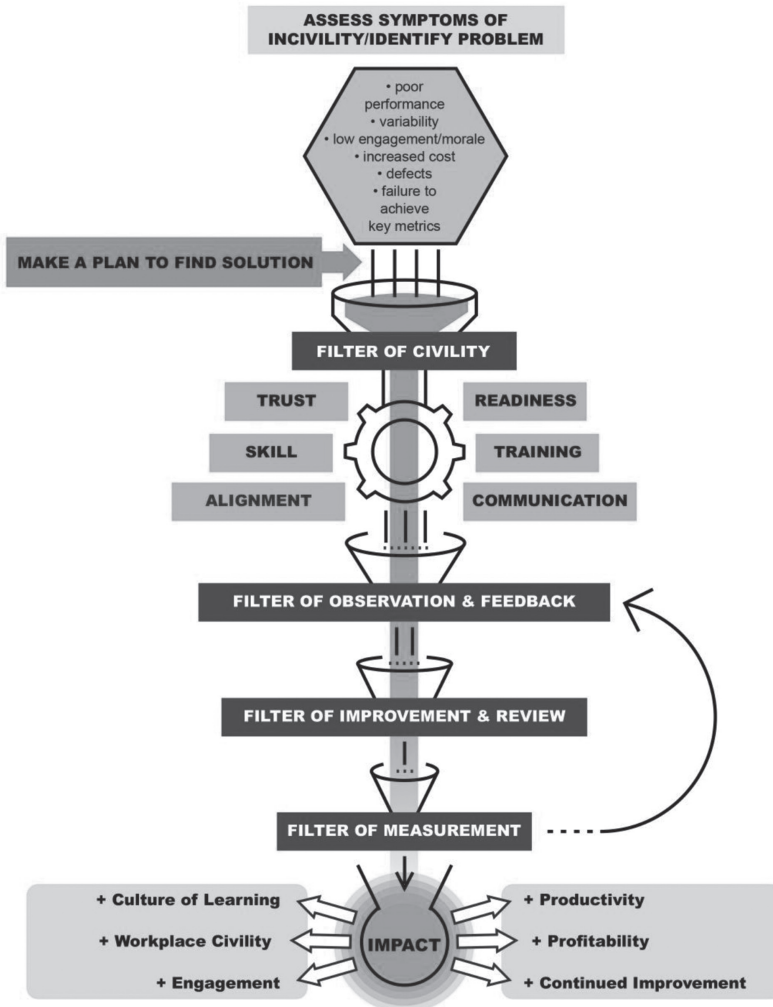 ASSESS SYMPTOMS OF
INCIVILITY/IDENTIFY PROBLEM
• poor
performance
• variability
• low engagement/morale
• increased cost
• defects
• failure to
achieve
key metrics
MAKE A PLAN TO FIND SOLUTION
FILTER OF CIVILITY
TRUST
READINESS
SKILL
TRAINING
ALIGNMENT
COMMUNICATION
FILTER OF OBSERVATION & FEEDBACK
FILTER OF IMPROVEMENT & REVIEW
FILTER OF MEASUREMENT
+ Culture of Learning
+ Workplace Civility
+ Engagement
IMPACT
+ Productivity
+ Profitability
+ Continued Improvement